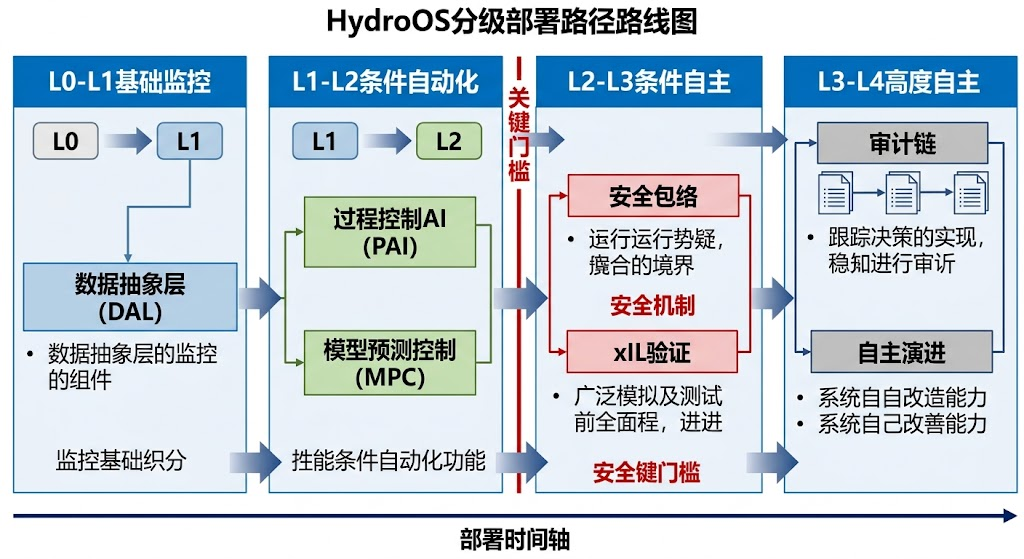 HydroOS分级部署路径路线图
L0-L1基础监控
L0
L1
数据抽象层
(DAL)
• 数据抽象层的监控
的组件
监控基础织分
L1-L2条件自动化
L1
L2
过程控制AI
(PAI)
模型预测控制
(MPC)
性能条件自动化功能
关键门槛
L2-L3条件自主
安全包络
• 运行运行势疑，
合的境界
安全机制
xIL验证
• 广泛模拟及测试
前全面程，进进
安全键门槛
L3-L4高度自主
审计链
• 跟踪决策的实现，
稳知进行审䜣
自主演进
• 系统自自改造能力
• 系统自己改善能力
部署时间轴